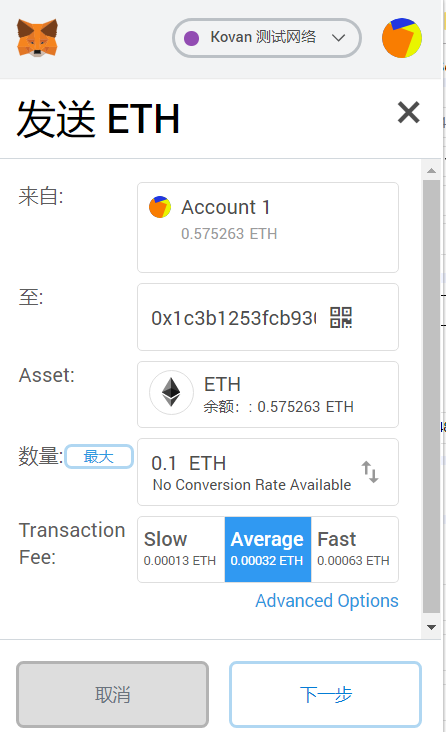 Kovan 测试网络
发送 ETH
来自:
Account 1
0.575263 ETH
至:
0x1c3b1253fcb930
Asset:
ETH
余额：: 0.575263 ETH
数量: 最大
0.1 ETH
No Conversion Rate Available
Transaction Fee:
Slow
0.00013 ETH
Average
0.00032 ETH
Fast
0.00063 ETH
Advanced Options
取消
下一步